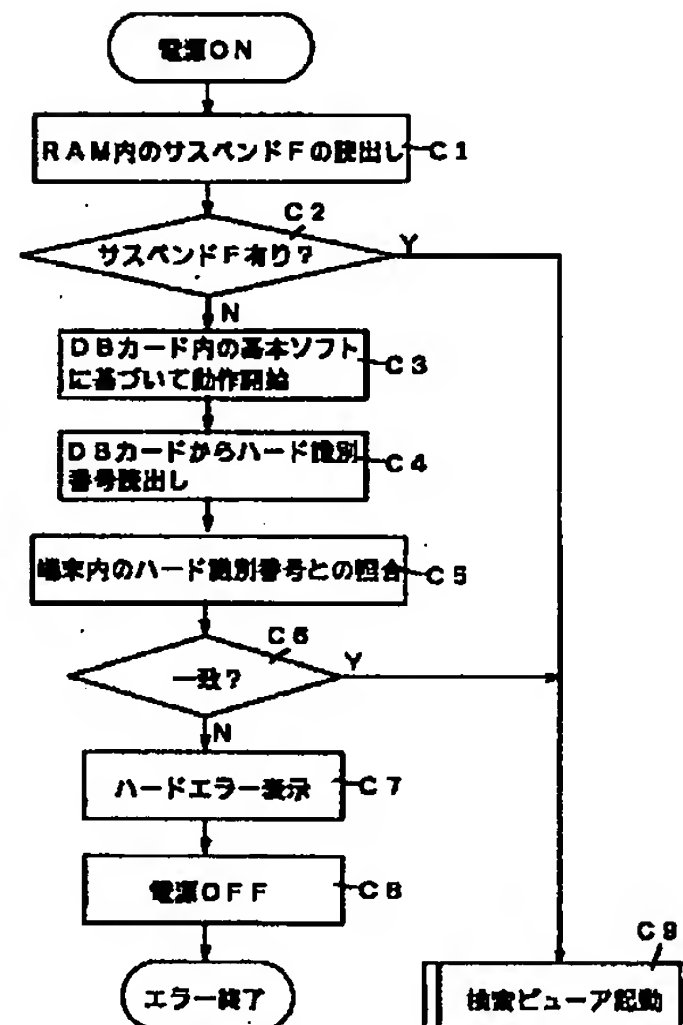 電源ON
RAM内のサスペンドFの読出し C1
C2
サスペンドF有り? Y
N
DBカード内の基本ソフト
に基づいて動作開始 C3
DBカードからハード識別
番号読出し C4
端末内のハード識別番号との照合 C5
C6
一致? Y
N
ハードエラー表示 C7
電源OFF C8
エラー終了
C9
検索ビューア起動